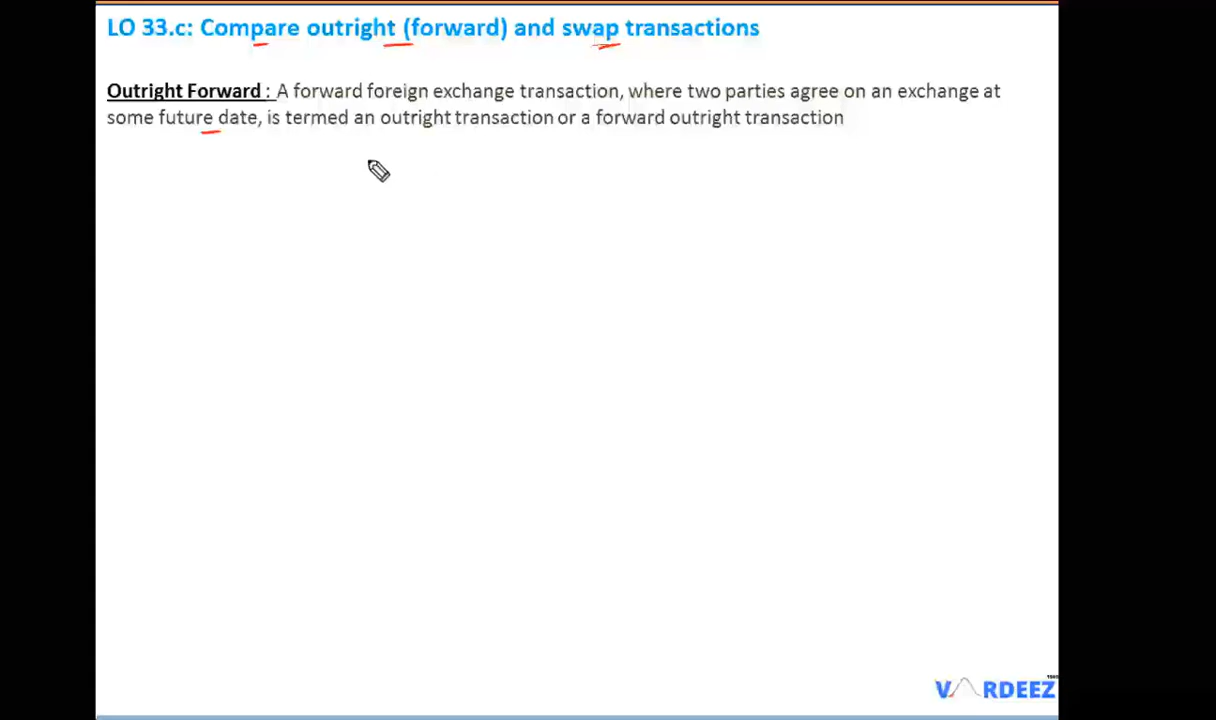 LO 33.c: Compare outright (forward) and swap transactions
Outright Forward : A forward foreign exchange transaction, where two parties agree on an exchange at
some future date, is termed an outright transaction or a forward outright transaction
V RDEEZ